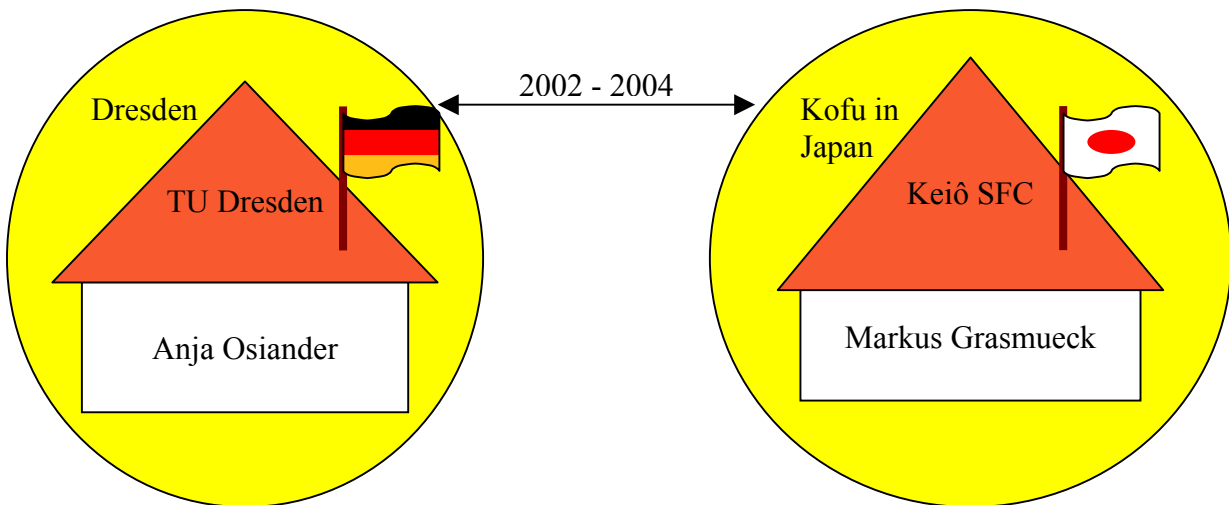 2002 - 2004
Dresden
TU Dresden
Anja Osiander
Kofu in
Japan
Keiô SFC
Markus Grasmueck